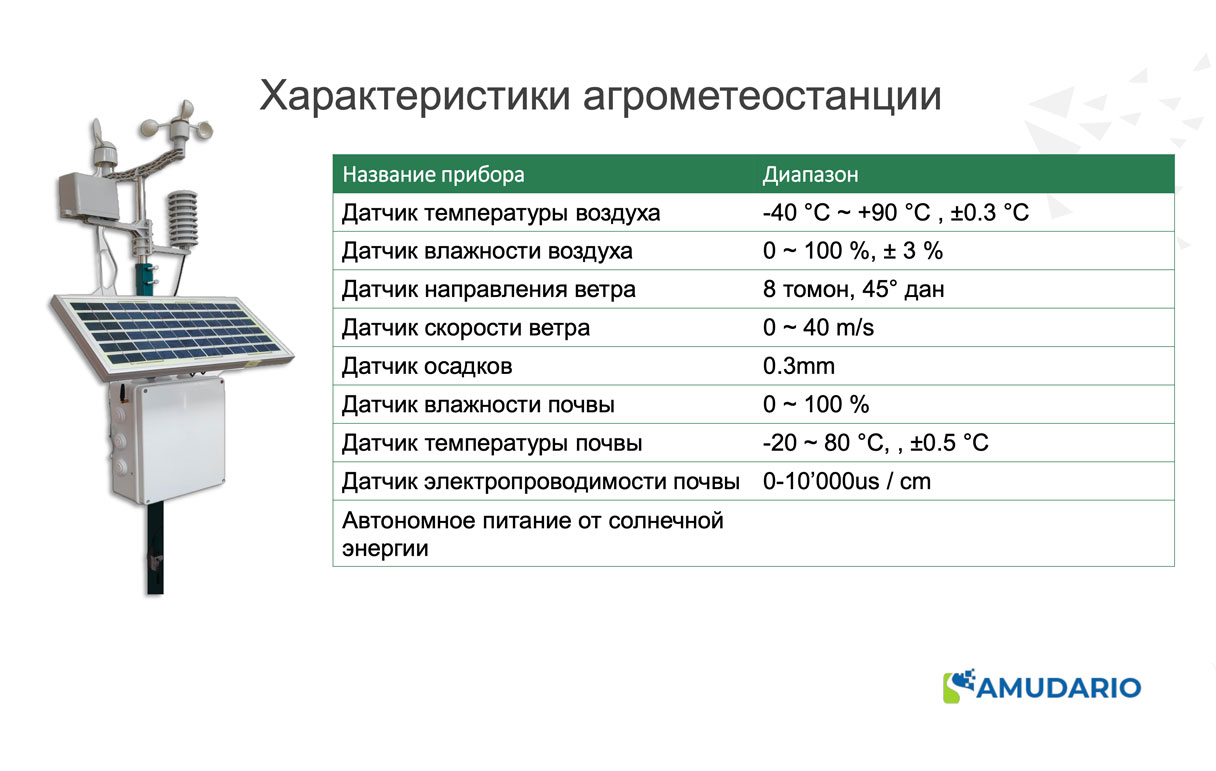 Характеристики агрометеостанции
Название прибора Диапазон
Датчик температуры воздуха -40 °C ~ +90 °C , ±0.3 °C
Датчик влажности воздуха 0 ~ 100 %, ± 3 %
Датчик направления ветра 8 томон, 45° дан
Датчик скорости ветра 0 ~ 40 m/s
Датчик осадков 0.3mm
Датчик влажности почвы 0 ~ 100 %
Датчик температуры почвы -20 ~ 80 °C, , ±0.5 °C
Датчик электропроводимости почвы 0-10’000us / cm
Автономное питание от солнечной
энергии
AMUDARIO